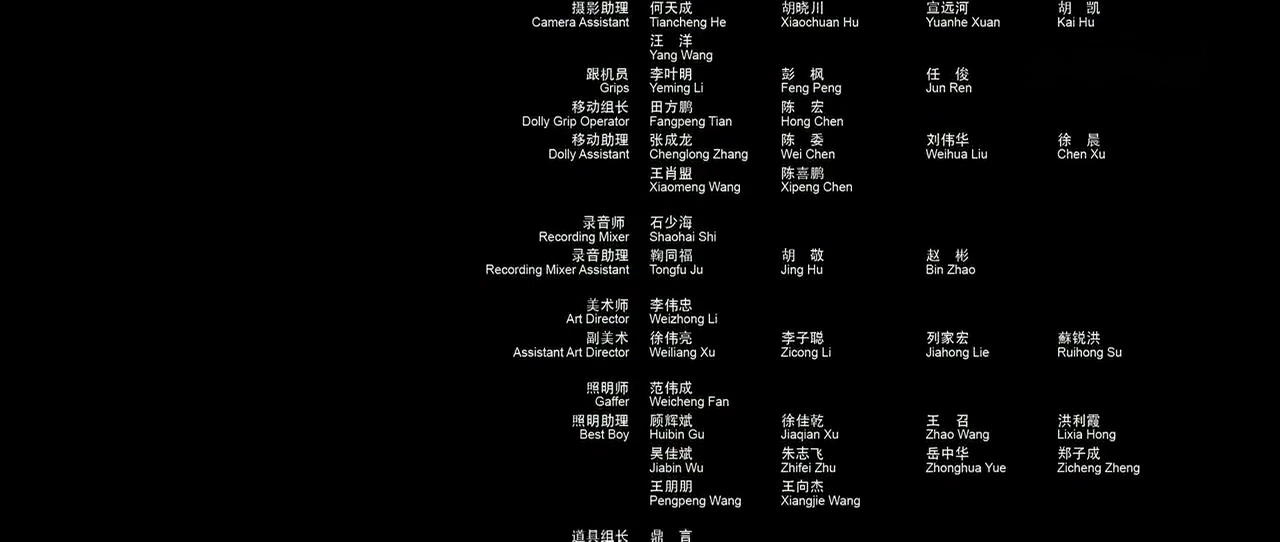 摄影助理 何天成 胡晓川 宣远河 胡 凯
Camera Assistant Tiancheng He Xiaochuan Hu Yuanhe Xuan Kai Hu
汪 洋
Yang Wang
跟机员 李叶明 彭 枫 任 俊
Grips Yeming Li Feng Peng Jun Ren
移动组长 田方鹏 陈 宏
Dolly Grip Operator Fangpeng Tian Hong Chen
移动助理 张成龙 陈 委 刘伟华 徐 晨
Dolly Assistant Chenglong Zhang Wei Chen Weihua Liu Chen Xu
王肖盟 陈喜鹏
Xiaomeng Wang Xipeng Chen
录音师 石少海
Recording Mixer Shaohai Shi
录音助理 鞠同福 胡 敬 赵 彬
Recording Mixer Assistant Tongfu Ju Jing Hu Bin Zhao
美术师 李伟忠
Art Director Weizhong Li
副美术 徐伟亮 李子聪 列家宏 蘇锐洪
Assistant Art Director Weiliang Xu Zicong Li Jiahong Lie Ruihong Su
照明师 范伟成
Gaffer Weicheng Fan
照明助理 顾辉斌 徐佳乾 王 召 洪利霞
Best Boy Huibin Gu Jiaqian Xu Zhao Wang Lixia Hong
吴佳斌 朱志飞 岳中华 郑子成
Jiabin Wu Zhifei Zhu Zhonghua Yue Zicheng Zheng
王朋朋 王向杰
Pengpeng Wang Xiangjie Wang
道具组长 鼎 言